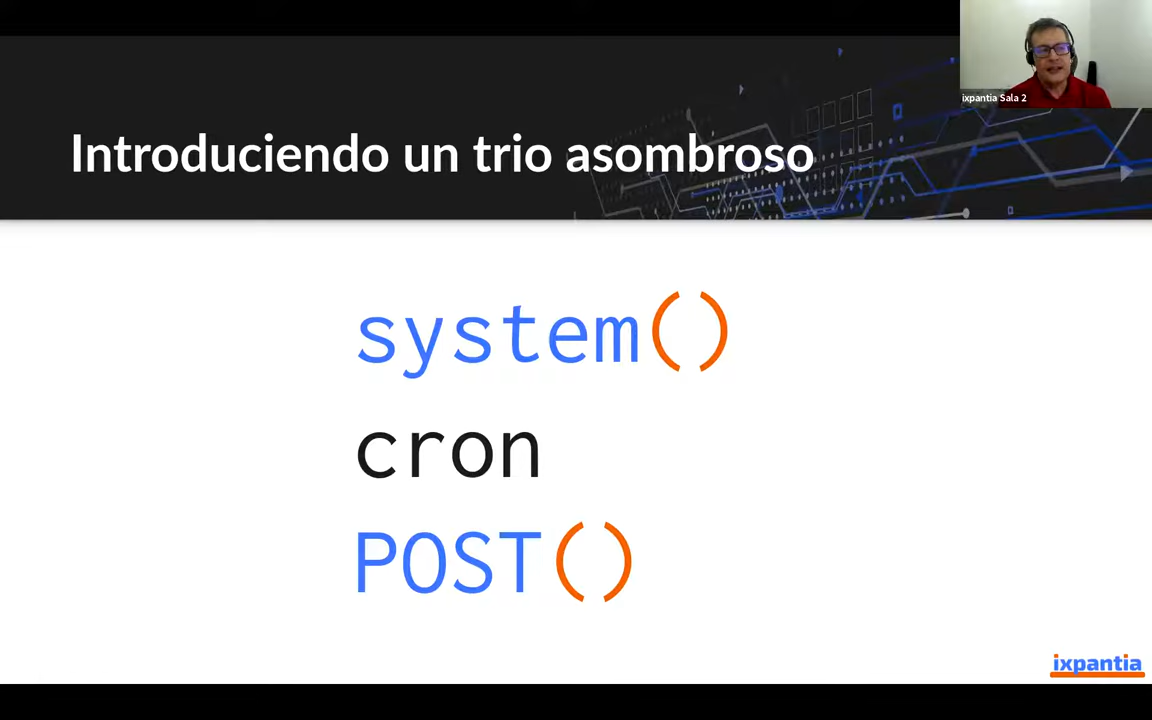 ixpantia Sala 2
Introduciendo un trio asombroso
system()
cron
POST()
ixpantia